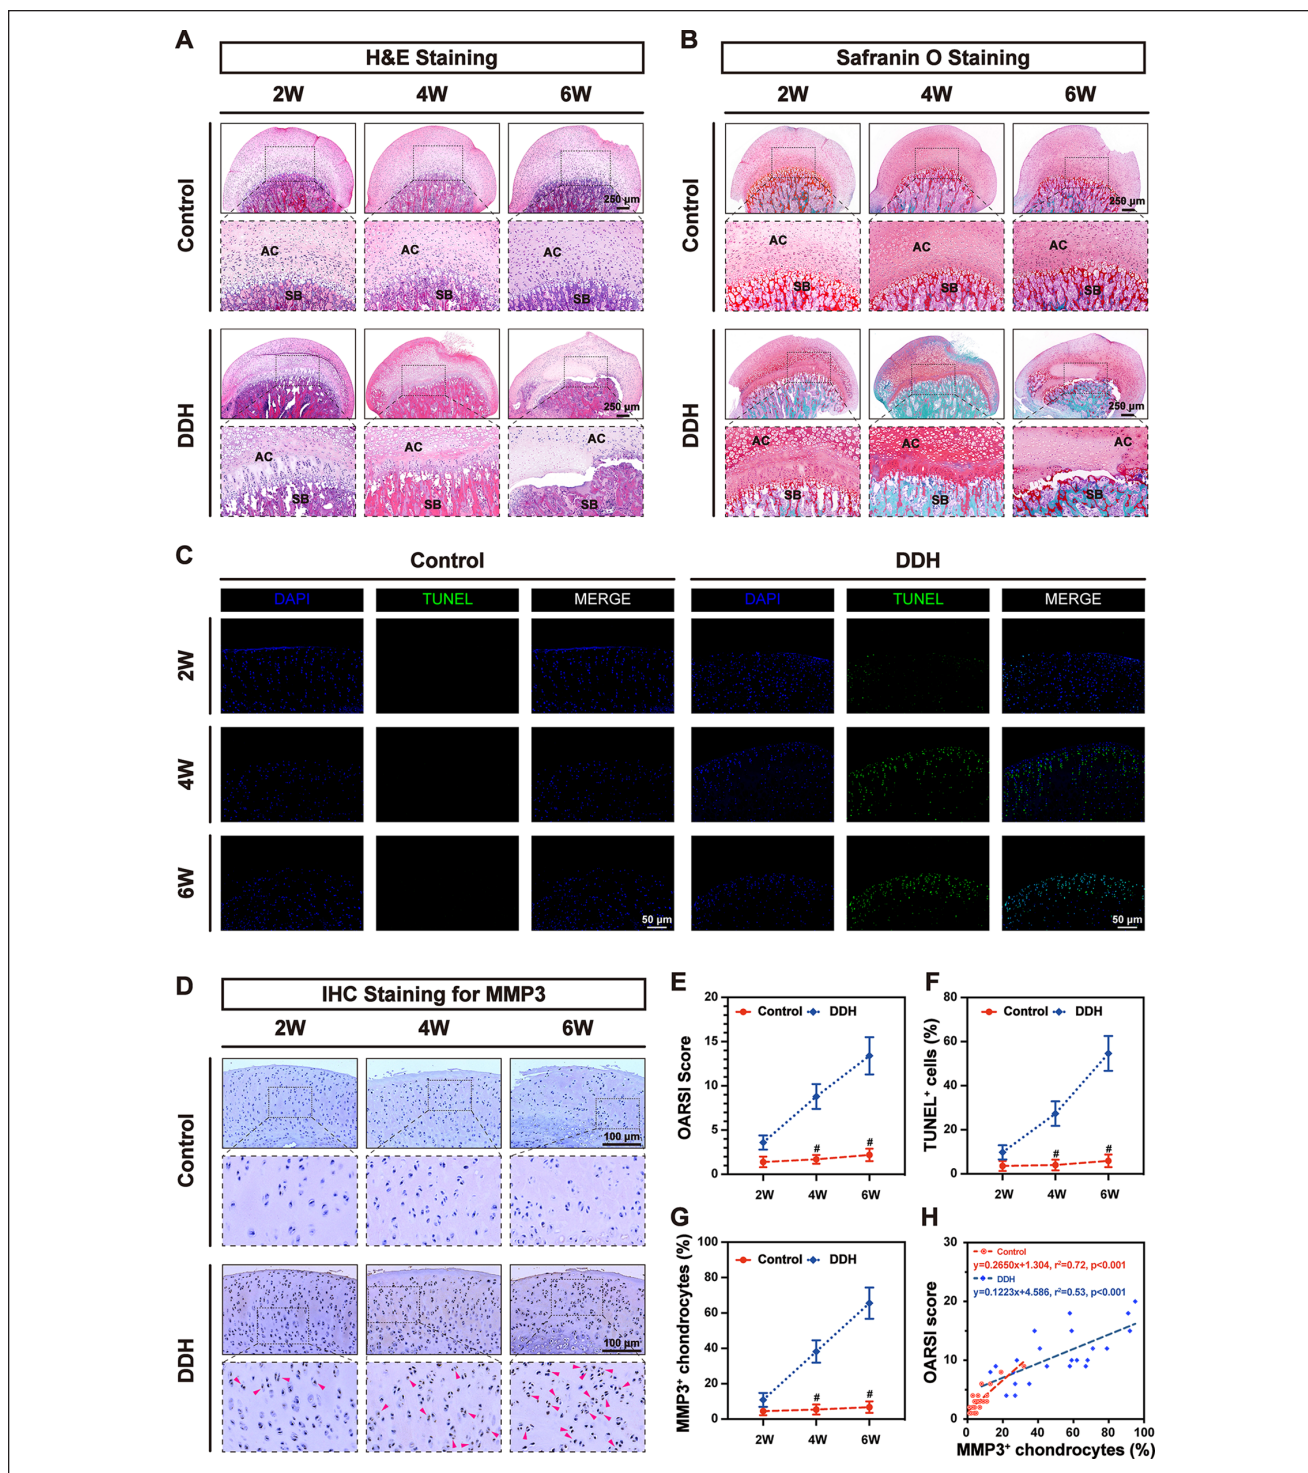 A
H&E Staining
2W 4W 6W
Control
250 μm
AC AC AC
SB SB SB
DDH
250 μm
AC AC AC
SB SB SB
B
Safranin O Staining
2W 4W 6W
Control
250 μm
AC AC AC
SB SB SB
DDH
250 μm
AC AC AC
SB SB SB
C
Control DDH
DAPI TUNEL MERGE DAPI TUNEL MERGE
2W
4W
6W
50 μm 50 μm
D
IHC Staining for MMP3
2W 4W 6W
Control
100 μm
DDH
100 μm
E
OARSI Score
20
15
10
5
0
Control DDH
# #
2W 4W 6W
F
TUNEL⁺ cells (%)
80
60
40
20
0
Control DDH
# #
2W 4W 6W
G
MMP3⁺ chondrocytes (%)
100
80
60
40
20
0
Control DDH
# #
2W 4W 6W
H
OARSI score
30
20
10
0
Control
y=0.2650x+1.304, r²=0.72, p<0.001
DDH
y=0.1223x+4.586, r²=0.53, p<0.001
0 20 40 60 80 100
MMP3⁺ chondrocytes (%)